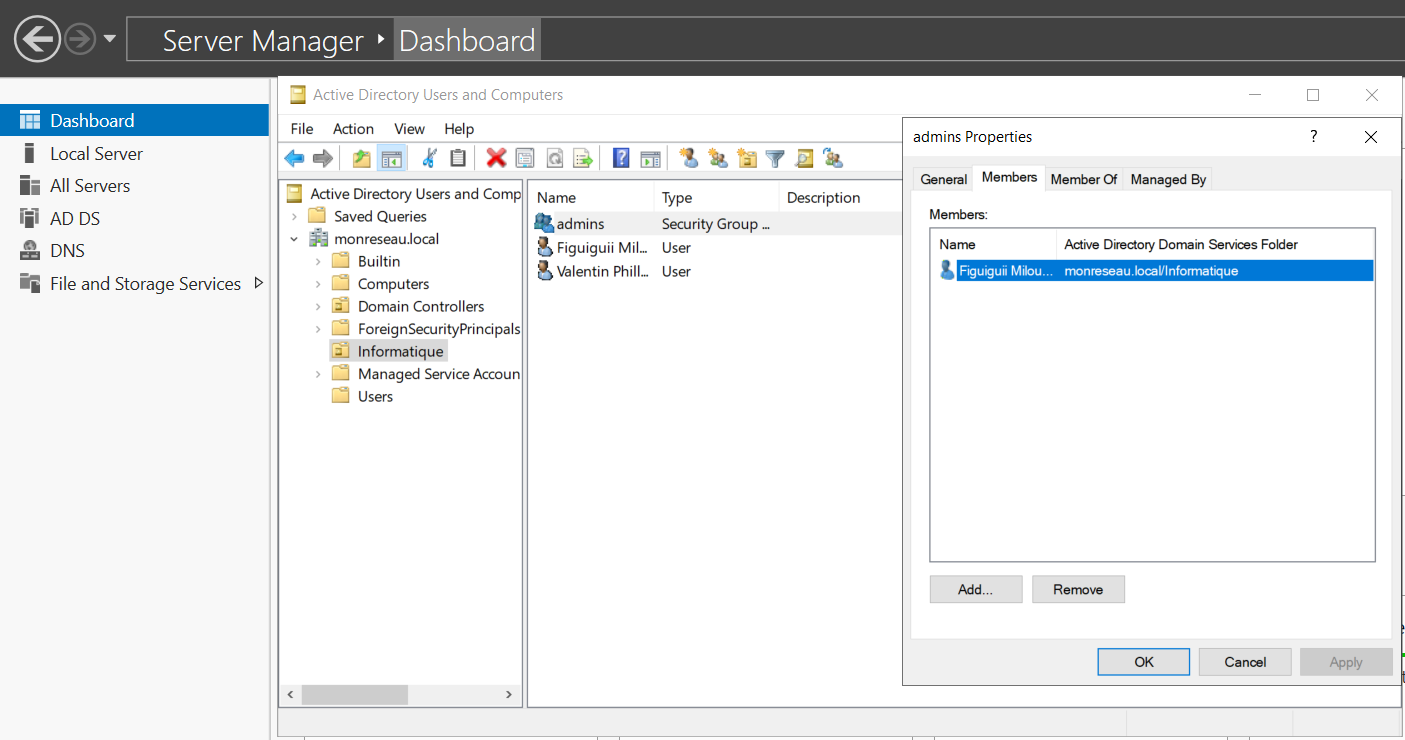 Server Manager ‣ Dashboard
Dashboard
Local Server
All Servers
AD DS
DNS
File and Storage Services
Active Directory Users and Computers
File Action View Help
Active Directory Users and Comp
Saved Queries
monreseau.local
Builtin
Computers
Domain Controllers
ForeignSecurityPrincipals
Informatique
Managed Service Accoun
Users
Name Type Description
admins Security Group ...
Figuiguii Mil... User
Valentin Phill... User
admins Properties
General Members Member Of Managed By
Members:
Name Active Directory Domain Services Folder
Figuiguii Milou... monreseau.local/Informatique
Add... Remove
OK Cancel Apply